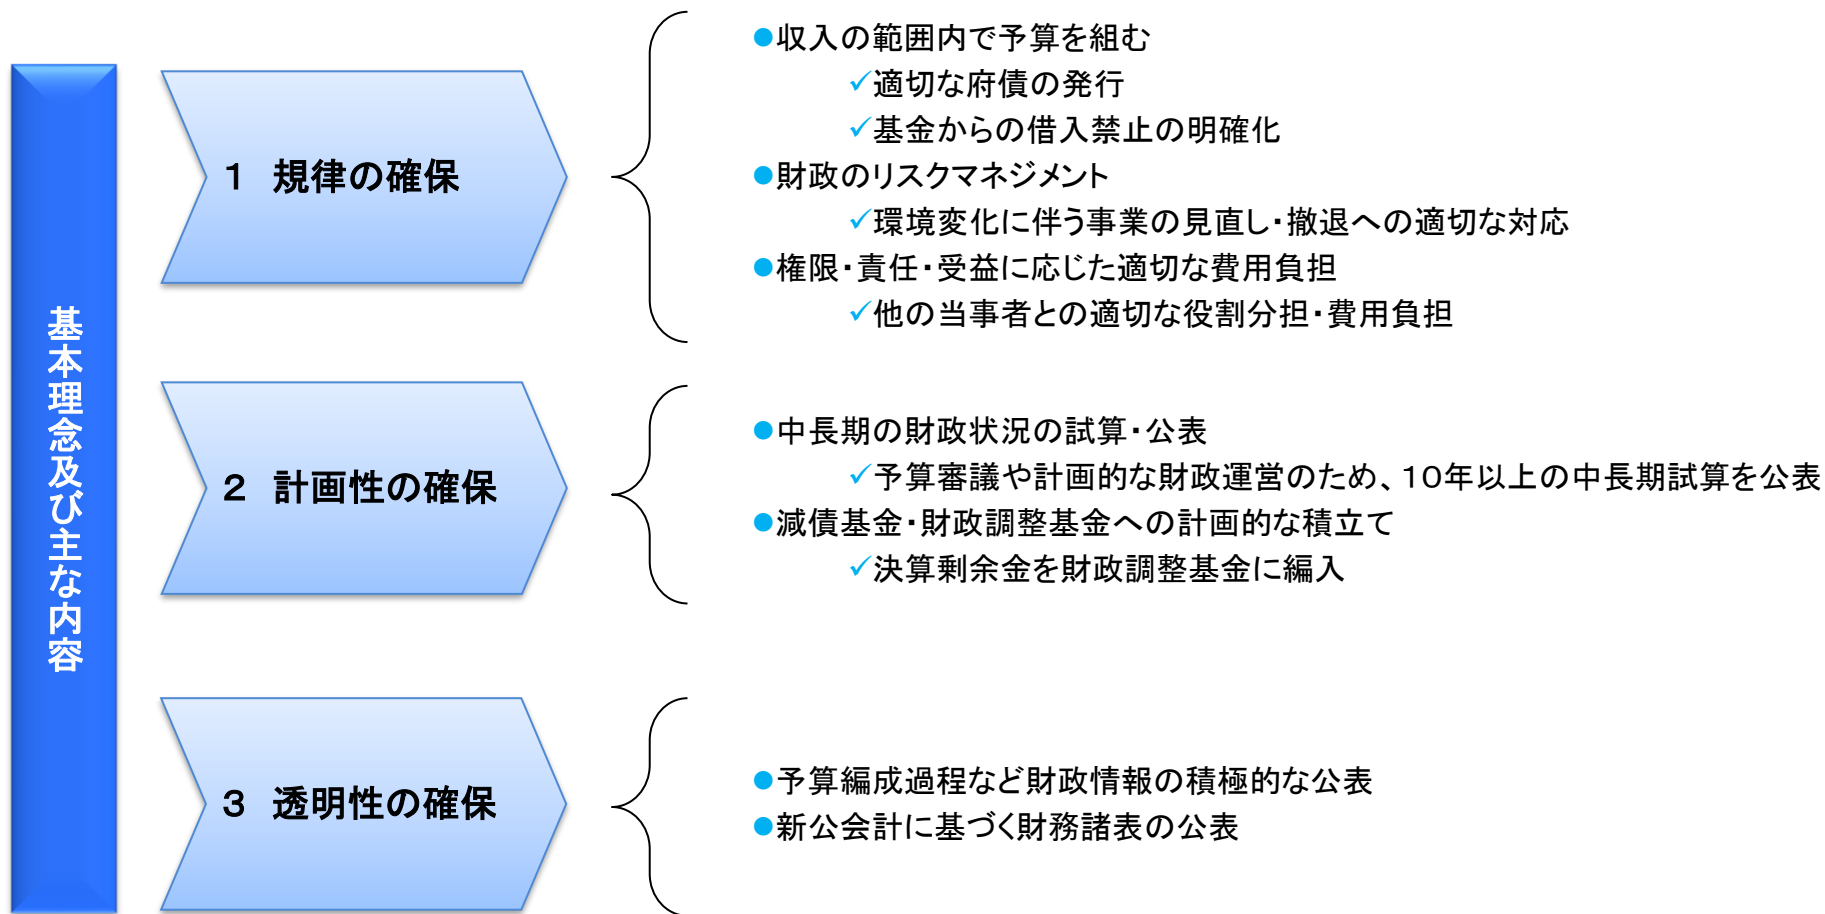 基本理念及び主な内容
１　規律の確保
●収入の範囲内で予算を組む
✓適切な府債の発行
✓基金からの借入禁止の明確化
●財政のリスクマネジメント
✓環境変化に伴う事業の見直し・撤退への適切な対応
●権限・責任・受益に応じた適切な費用負担
✓他の当事者との適切な役割分担・費用負担
２　計画性の確保
●中長期の財政状況の試算・公表
✓予算審議や計画的な財政運営のため、１０年以上の中長期試算を公表
●減債基金・財政調整基金への計画的な積立て
✓決算剰余金を財政調整基金に編入
３　透明性の確保
●予算編成過程など財政情報の積極的な公表
●新公会計に基づく財務諸表の公表